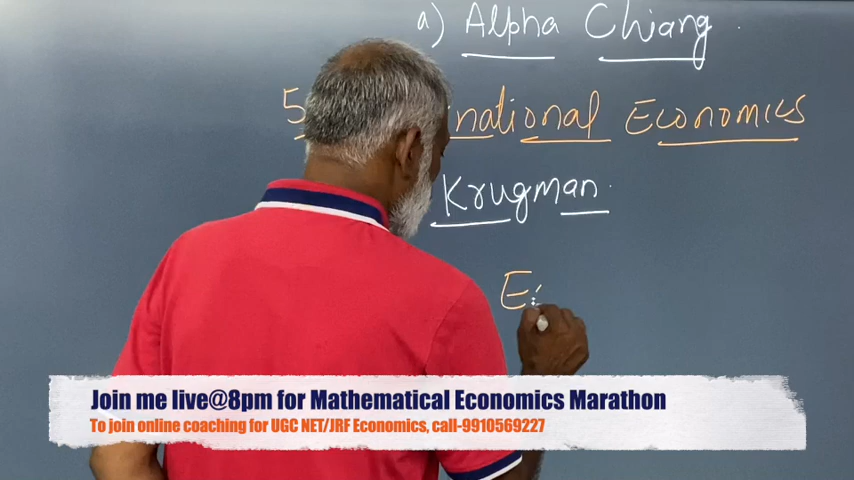 a) Alpha Chiang
5 national Economics
Krugman
E
Join me live@8pm for Mathematical Economics Marathon
To join online coaching for UGC NET/JRF Economics, call-9910569227